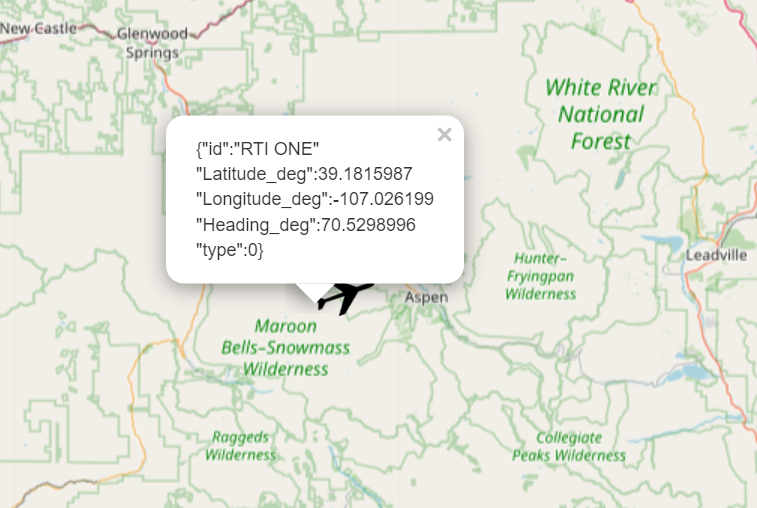 New Castle
Glenwood
Springs
White River
National
Forest
×
{"id":"RTI ONE"
"Latitude_deg":39.1815987
"Longitude_deg":-107.026199
"Heading_deg":70.5298996
"type":0}
Hunter–
Fryingpan
Wilderness
Leadville
Aspen
Maroon
Bells–Snowmass
Wilderness
Raggeds
Wilderness
Collegiate
Peaks Wilderness